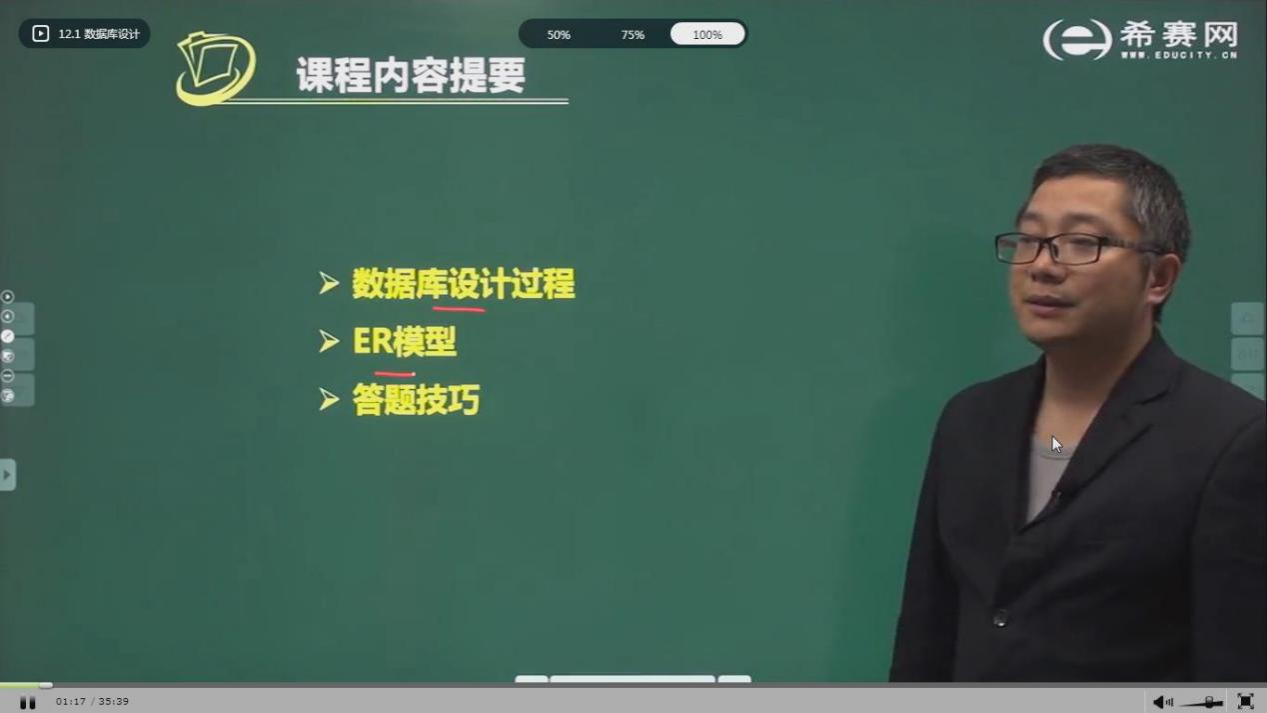 12.1 数据库设计
50%
75%
100%
希赛网
WWW.EDUCITY.CN
课程内容提要
数据库设计过程
ER模型
答题技巧
01:17 / 35:39